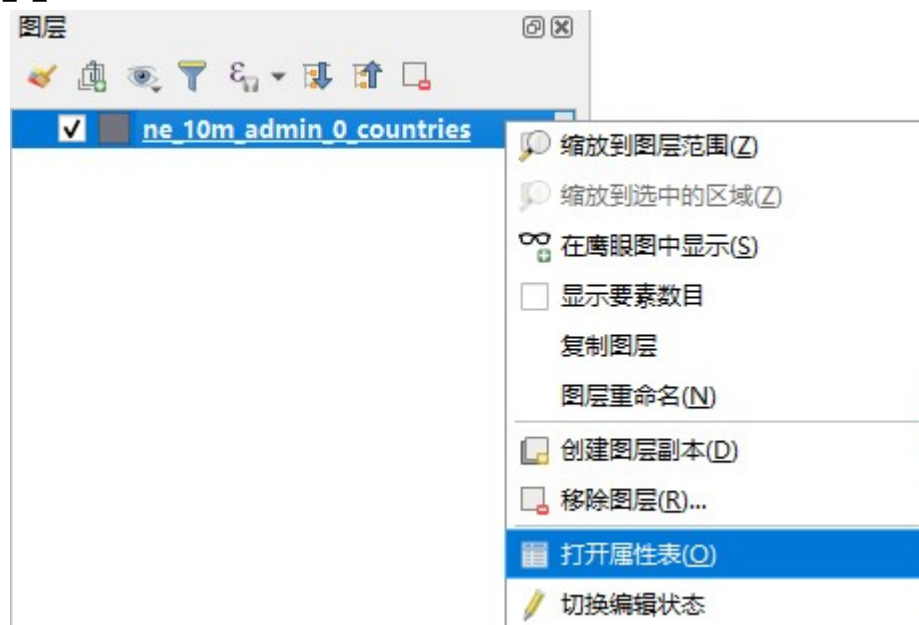 图层
ne_10m_admin_0_countries
缩放到图层范围(Z)
缩放到选中的区域(Z)
在鹰眼图中显示(S)
显示要素数目
复制图层
图层重命名(N)
创建图层副本(D)
移除图层(R)...
打开属性表(O)
切换编辑状态